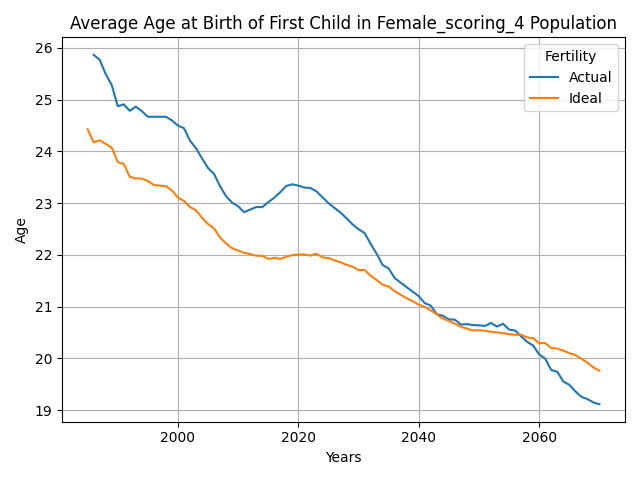 Average Age at Birth of First Child in Female_scoring_4 Population
Fertility
Actual
Ideal
26
25
24
23
22
21
20
19
Age
2000
2020
2040
2060
Years